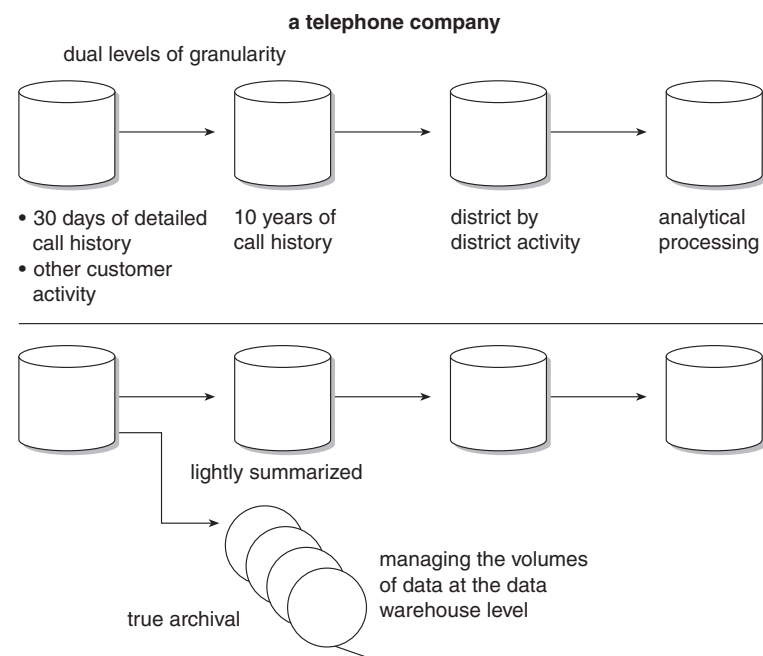 a telephone company
dual levels of granularity
• 30 days of detailed
call history
• other customer
activity
10 years of
call history
district by
district activity
analytical
processing
lightly summarized
managing the volumes
of data at the data
warehouse level
true archival